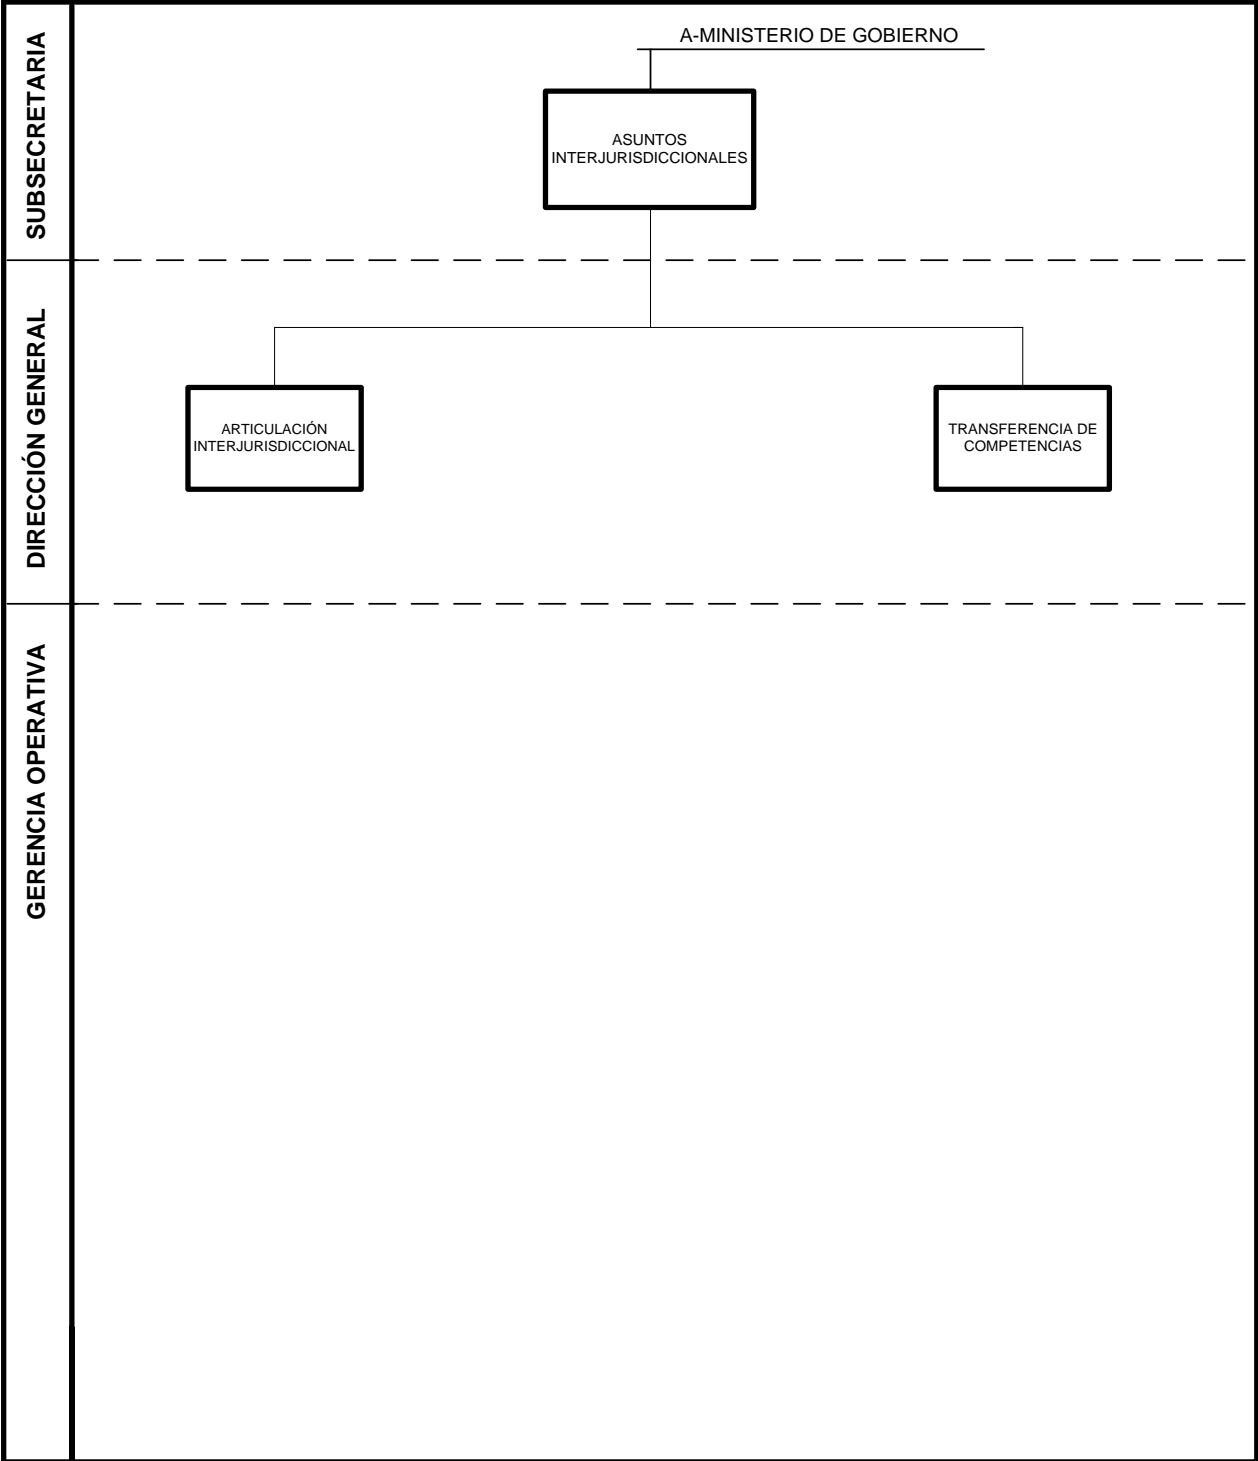 SUBSECRETARIA
A-MINISTERIO DE GOBIERNO
ASUNTOS
INTERJURISDICCIONALES
DIRECCIÓN GENERAL
ARTICULACIÓN
INTERJURISDICCIONAL
TRANSFERENCIA DE
COMPETENCIAS
GERENCIA OPERATIVA